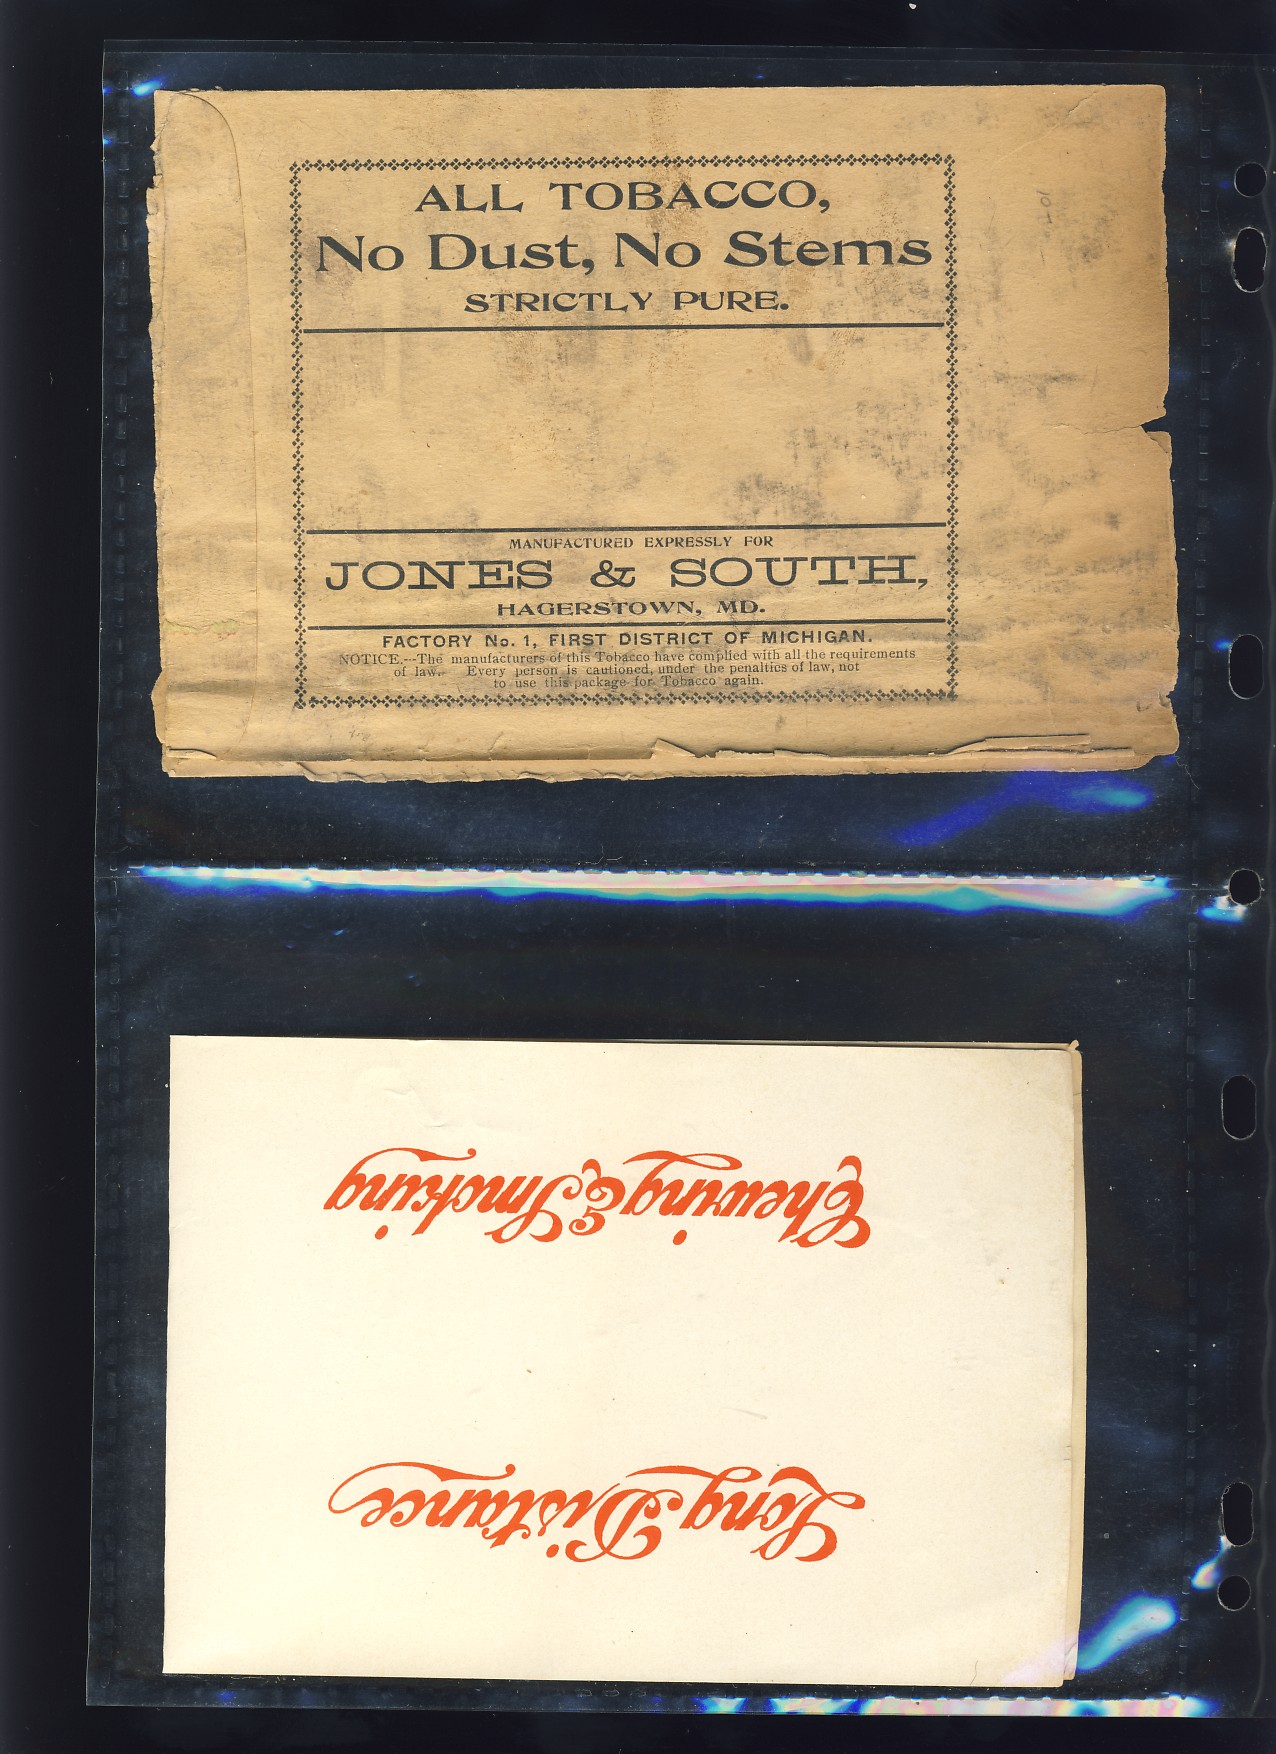 ALL TOBACCO,
No Dust, No Stems
STRICTLY PURE.
MANUFACTURED EXPRESSLY FOR
JONES & SOUTH,
HAGERSTOWN, MD.
FACTORY No. 1, FIRST DISTRICT OF MICHIGAN.
NOTICE.---The manufacturers of this Tobacco have complied with all the requirements
of law. Every person is cautioned, under the penalties of law, not
to use this package for Tobacco again.
Long Distance
Chewing & Smoking